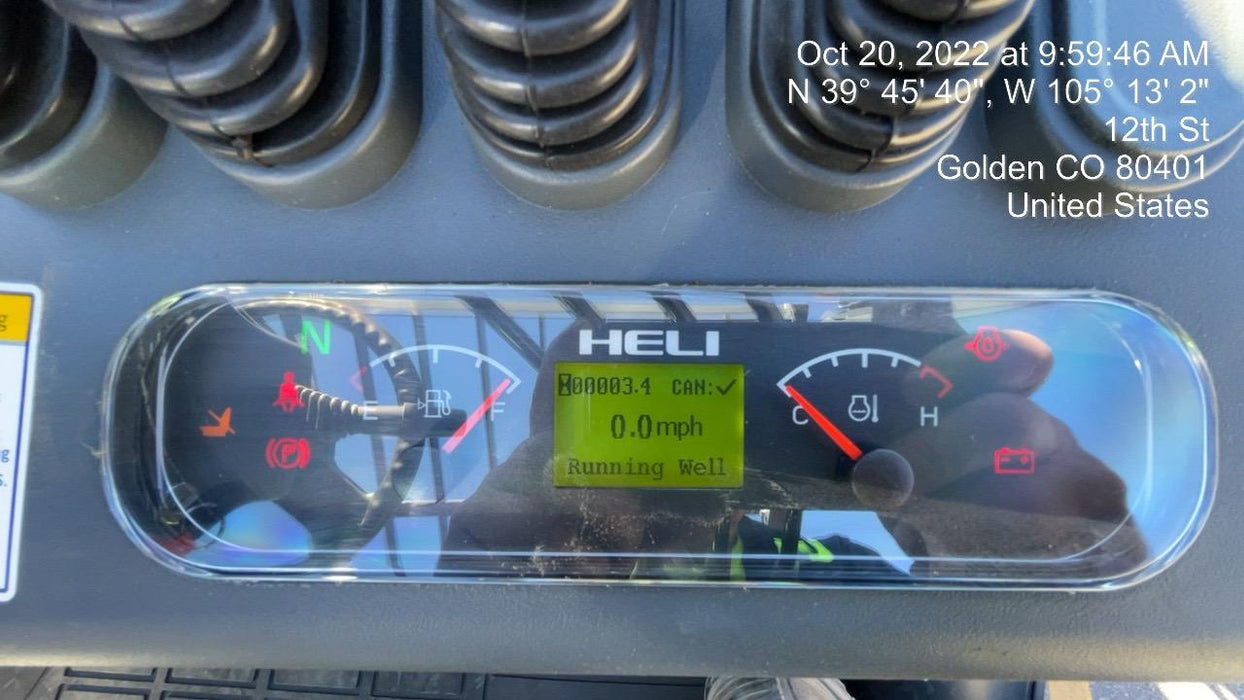 Oct 20, 2022 at 9:59:46 AM
N 39° 45' 40", W 105° 13' 2"
12th St
Golden CO 80401
United States
HELI
N
H00003.4 CAN:✓
E
F
0.0mph
C
H
(P)
Running Well
g
g
s.